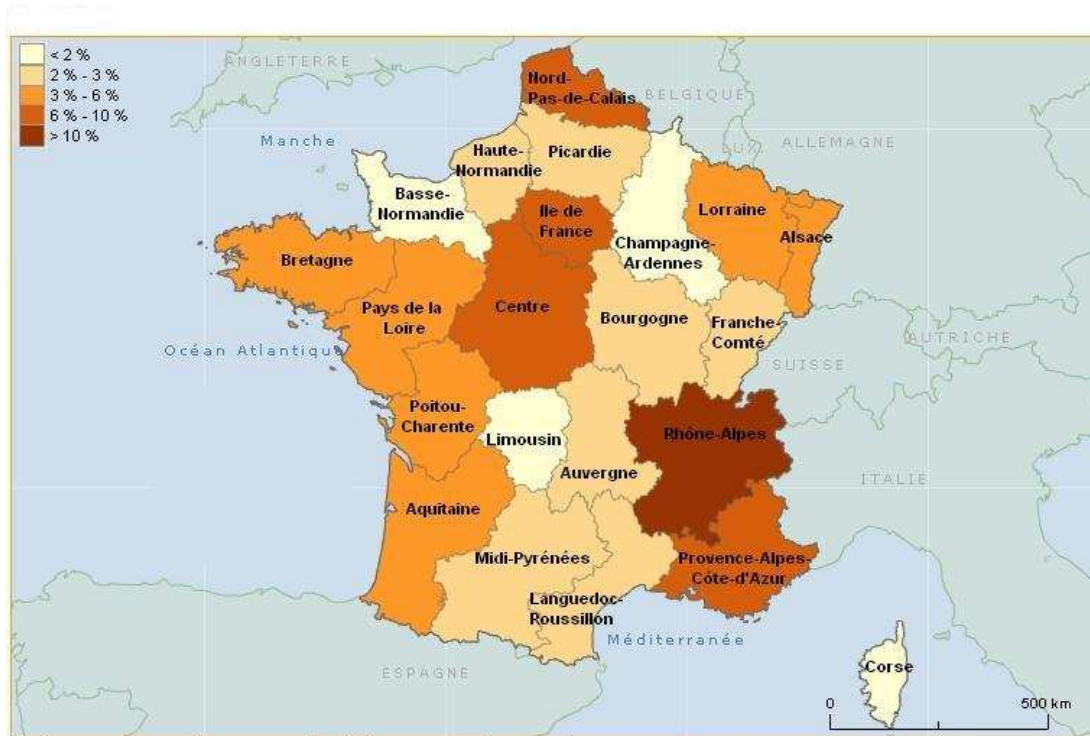 < 2 %
2 % - 3 %
3 % - 6 %
6 % - 10 %
> 10 %
ANGLETERRE
Nord-
Pas-de-Calais
BELGIQUE
Manche
LUX
ALLEMAGNE
Haute-
Normandie
Picardie
Basse-
Normandie
Ile de
France
Lorraine
Alsace
Champagne-
Ardennes
Bretagne
Pays de la
Loire
Centre
Bourgogne
Franche-
Comté
AUTRICHE
Océan Atlantique
SUISSE
Poitou-
Charente
Limousin
Rhône-Alpes
Auvergne
ITALIE
Aquitaine
Midi-Pyrénées
Provence-Alpes-
Côte-d'Azur
Languedoc-
Roussillon
Méditerranée
ESPAGNE
Corse
0 500 km